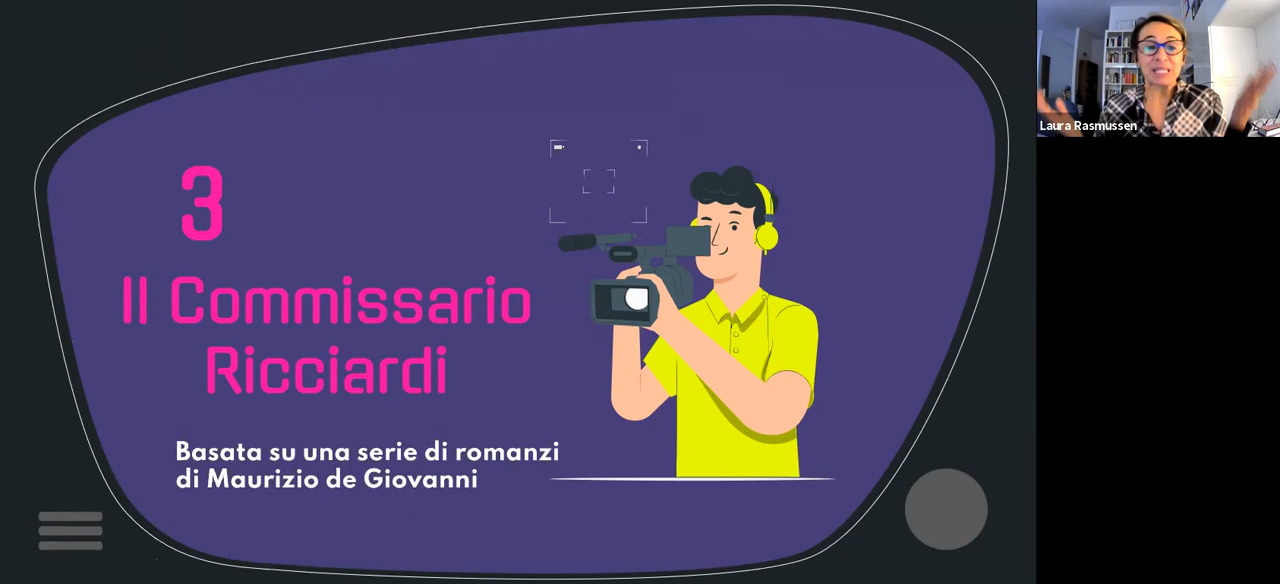 3
Il Commissario
Ricciardi
Basata su una serie di romanzi
di Maurizio de Giovanni
Laura Rasmussen